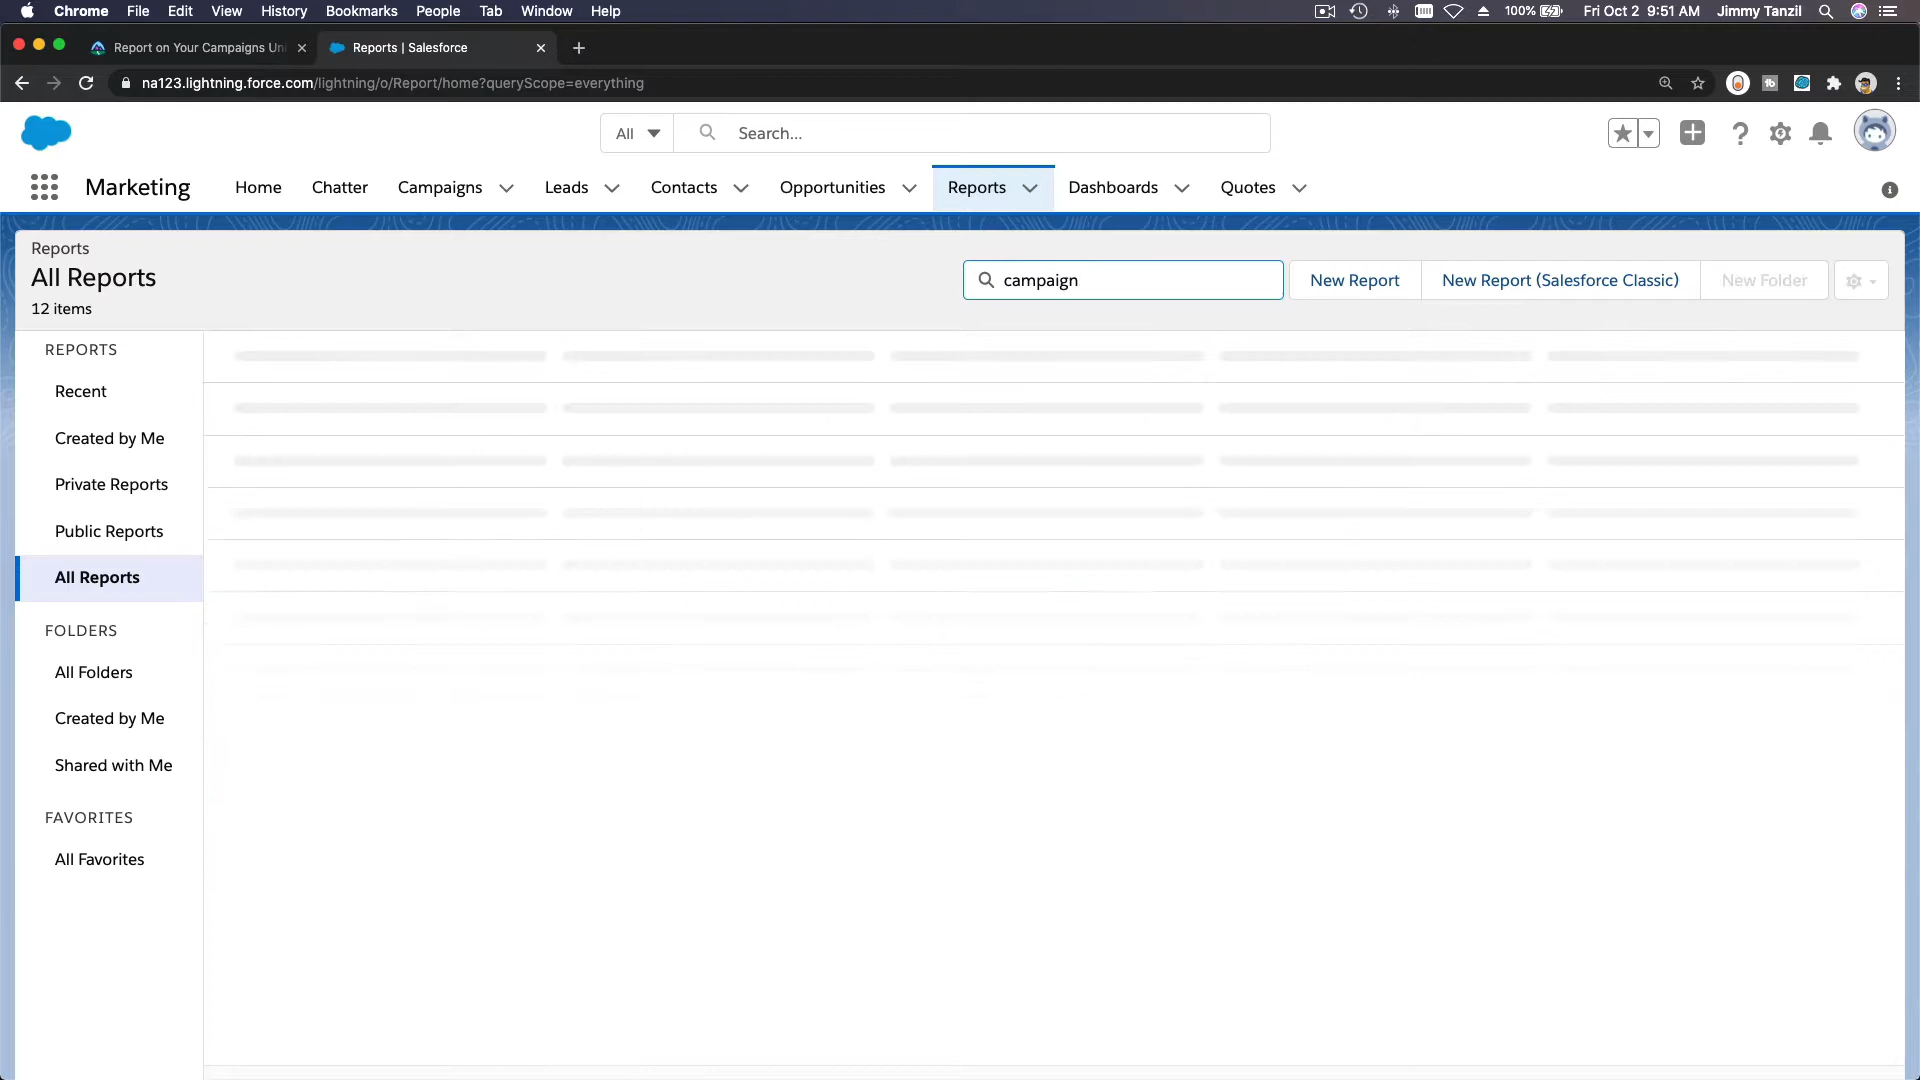 Chrome File Edit View History Bookmarks People Tab Window Help 100% Fri Oct 2 9:51 AM Jimmy Tanzil
Report on Your Campaigns Uni Reports | Salesforce
na123.lightning.force.com/lightning/o/Report/home?queryScope=everything
All Search...
Marketing Home Chatter Campaigns Leads Contacts Opportunities Reports Dashboards Quotes
Reports
All Reports
12 items
campaign New Report New Report (Salesforce Classic) New Folder
REPORTS
Recent
Created by Me
Private Reports
Public Reports
All Reports
FOLDERS
All Folders
Created by Me
Shared with Me
FAVORITES
All Favorites